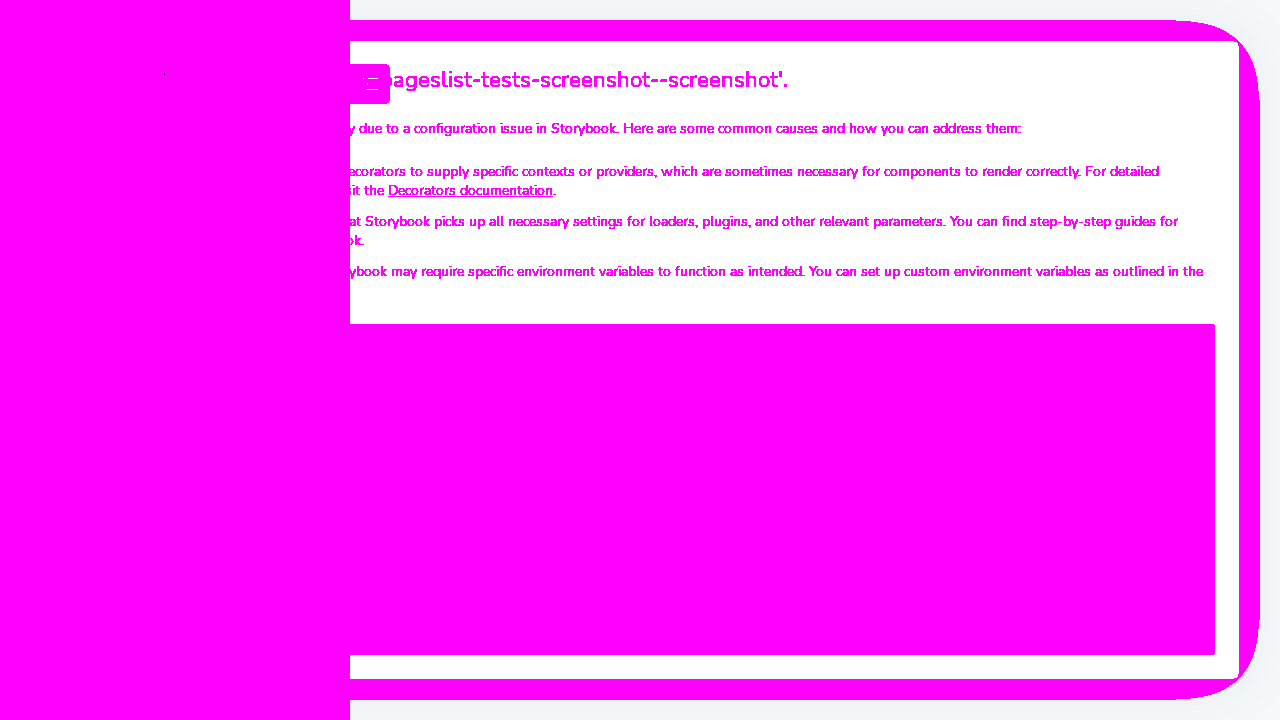 ageslist-tests-screenshot--screenshot'.
due to a configuration issue in Storybook. Here are some common causes and how you can address them:
ecorators to supply specific contexts or providers, which are sometimes necessary for components to render correctly. For detailed
it the Decorators documentation.
at Storybook picks up all necessary settings for loaders, plugins, and other relevant parameters. You can find step-by-step guides for
ok.
ybook may require specific environment variables to function as intended. You can set up custom environment variables as outlined in the